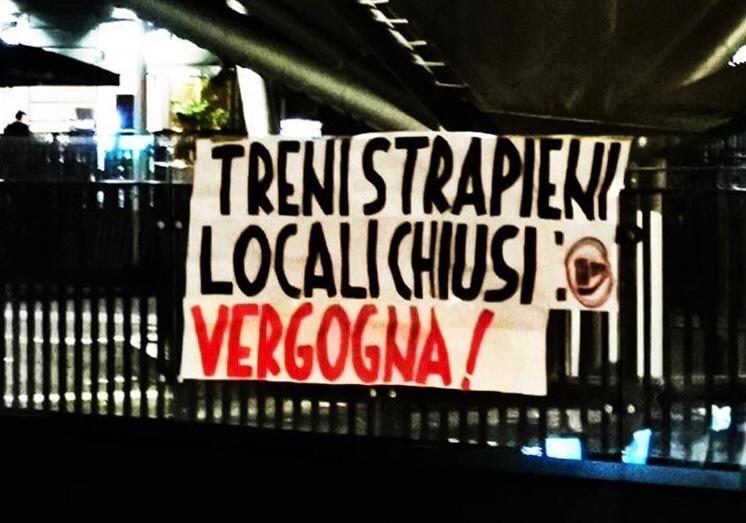 TRENI STRAPIENI
LOCALI CHIUSI:
VERGOGNA!